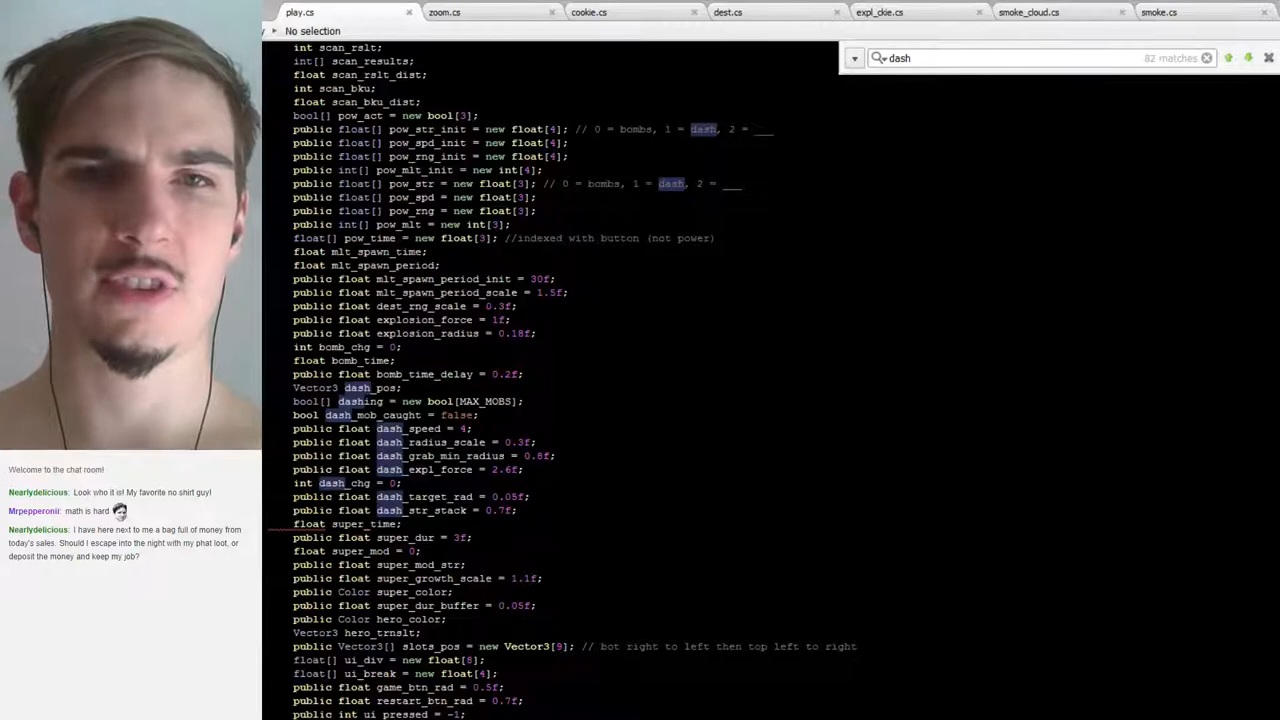 play.cs
zoom.cs
cookie.cs
dest.cs
expl_ckie.cs
smoke_cloud.cs
smoke.cs
No selection
dash
82 matches
int scan_rslt;
int[] scan_results;
float scan_rslt_dist;
int scan_bku;
float scan_bku_dist;
bool[] pow_act = new bool[3];
public float[] pow_str_init = new float[4]; // 0 = bombs, 1 = dash, 2 = ___
public float[] pow_spd_init = new float[4];
public float[] pow_rng_init = new float[4];
public int[] pow_mlt_init = new int[4];
public float[] pow_str = new float[3]; // 0 = bombs, 1 = dash, 2 = ___
public float[] pow_spd = new float[3];
public float[] pow_rng = new float[3];
public int[] pow_mlt = new int[3];
float[] pow_time = new float[3]; //indexed with button (not power)
float mlt_spawn_time;
float mlt_spawn_period;
public float mlt_spawn_period_init = 30f;
public float mlt_spawn_period_scale = 1.5f;
public float dest_rng_scale = 0.3f;
public float explosion_force = 1f;
public float explosion_radius = 0.18f;
int bomb_chg = 0;
float bomb_time;
public float bomb_time_delay = 0.2f;
Vector3 dash_pos;
bool[] dashing = new bool[MAX_MOBS];
bool dash_mob_caught = false;
public float dash_speed = 4;
public float dash_radius_scale = 0.3f;
public float dash_grab_min_radius = 0.8f;
public float dash_expl_force = 2.6f;
int dash_chg = 0;
public float dash_target_rad = 0.05f;
public float dash_str_stack = 0.7f;
float super_time;
public float super_dur = 3f;
float super_mod = 0;
public float super_mod_str;
public float super_growth_scale = 1.1f;
public Color super_color;
public float super_dur_buffer = 0.05f;
public Color hero_color;
Vector3 hero_trnslt;
public Vector3[] slots_pos = new Vector3[9]; // bot right to left then top left to right
float[] ui_div = new float[8];
float[] ui_break = new float[4];
public float game_btn_rad = 0.5f;
public float restart_btn_rad = 0.7f;
public int ui_pressed = -1;
Welcome to the chat room!
Nearlydelicious: Look who it is! My favorite no shirt guy!
Mrpepperonii: math is hard
Nearlydelicious: I have here next to me a bag full of money from
today's sales. Should I escape into the night with my phat loot, or
deposit the money and keep my job?